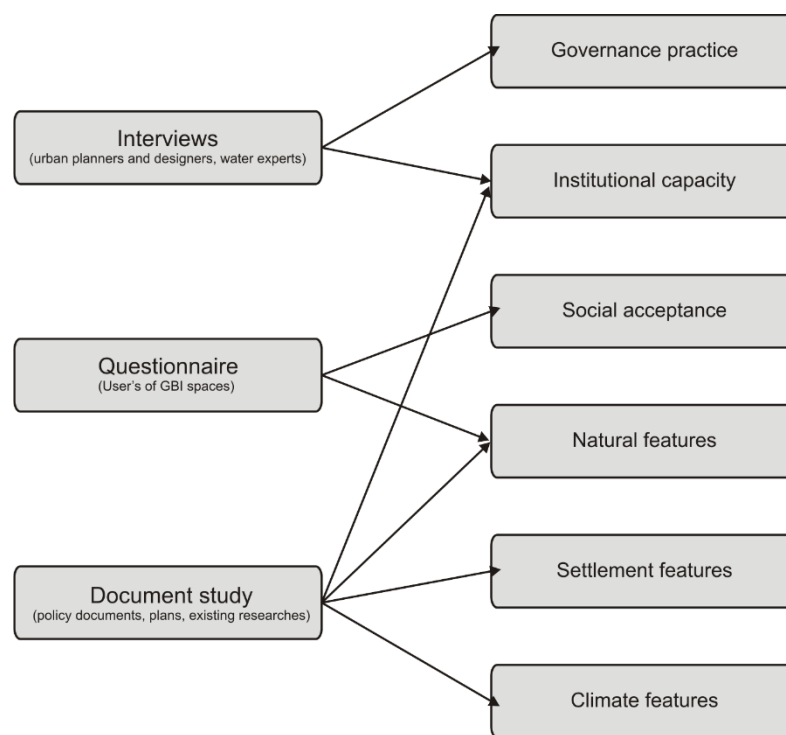 Governance practice
Interviews
(urban planners and designers, water experts)
Institutional capacity
Social acceptance
Questionnaire
(User's of GBI spaces)
Natural features
Settlement features
Document study
(policy documents, plans, existing researches)
Climate features